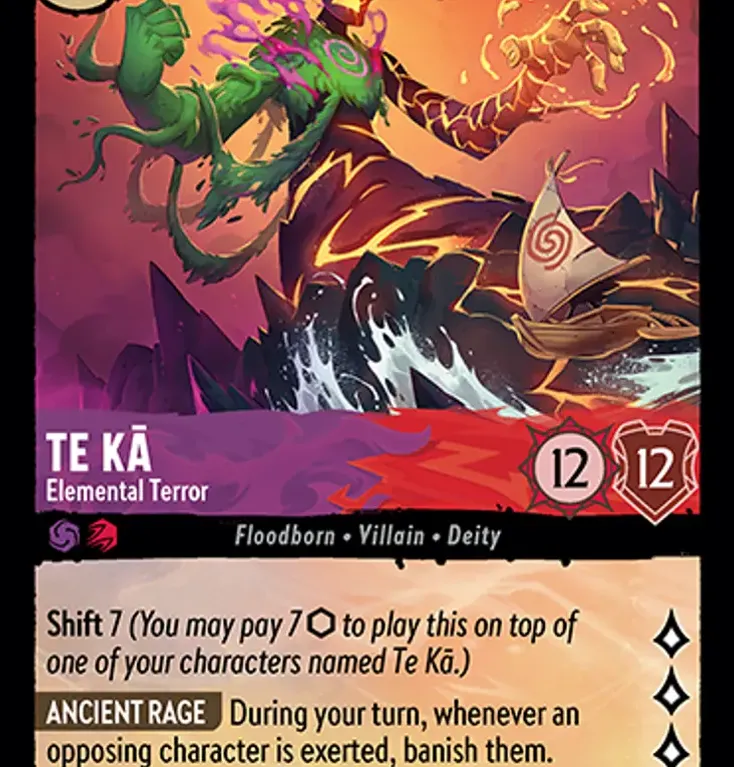 TE KĀ
12
12
Elemental Terror
Floodborn • Villain • Deity
Shift 7 (You may pay 7 ⬡ to play this on top of
one of your characters named Te Kā.)
ANCIENT RAGE During your turn, whenever an
opposing character is exerted, banish them.